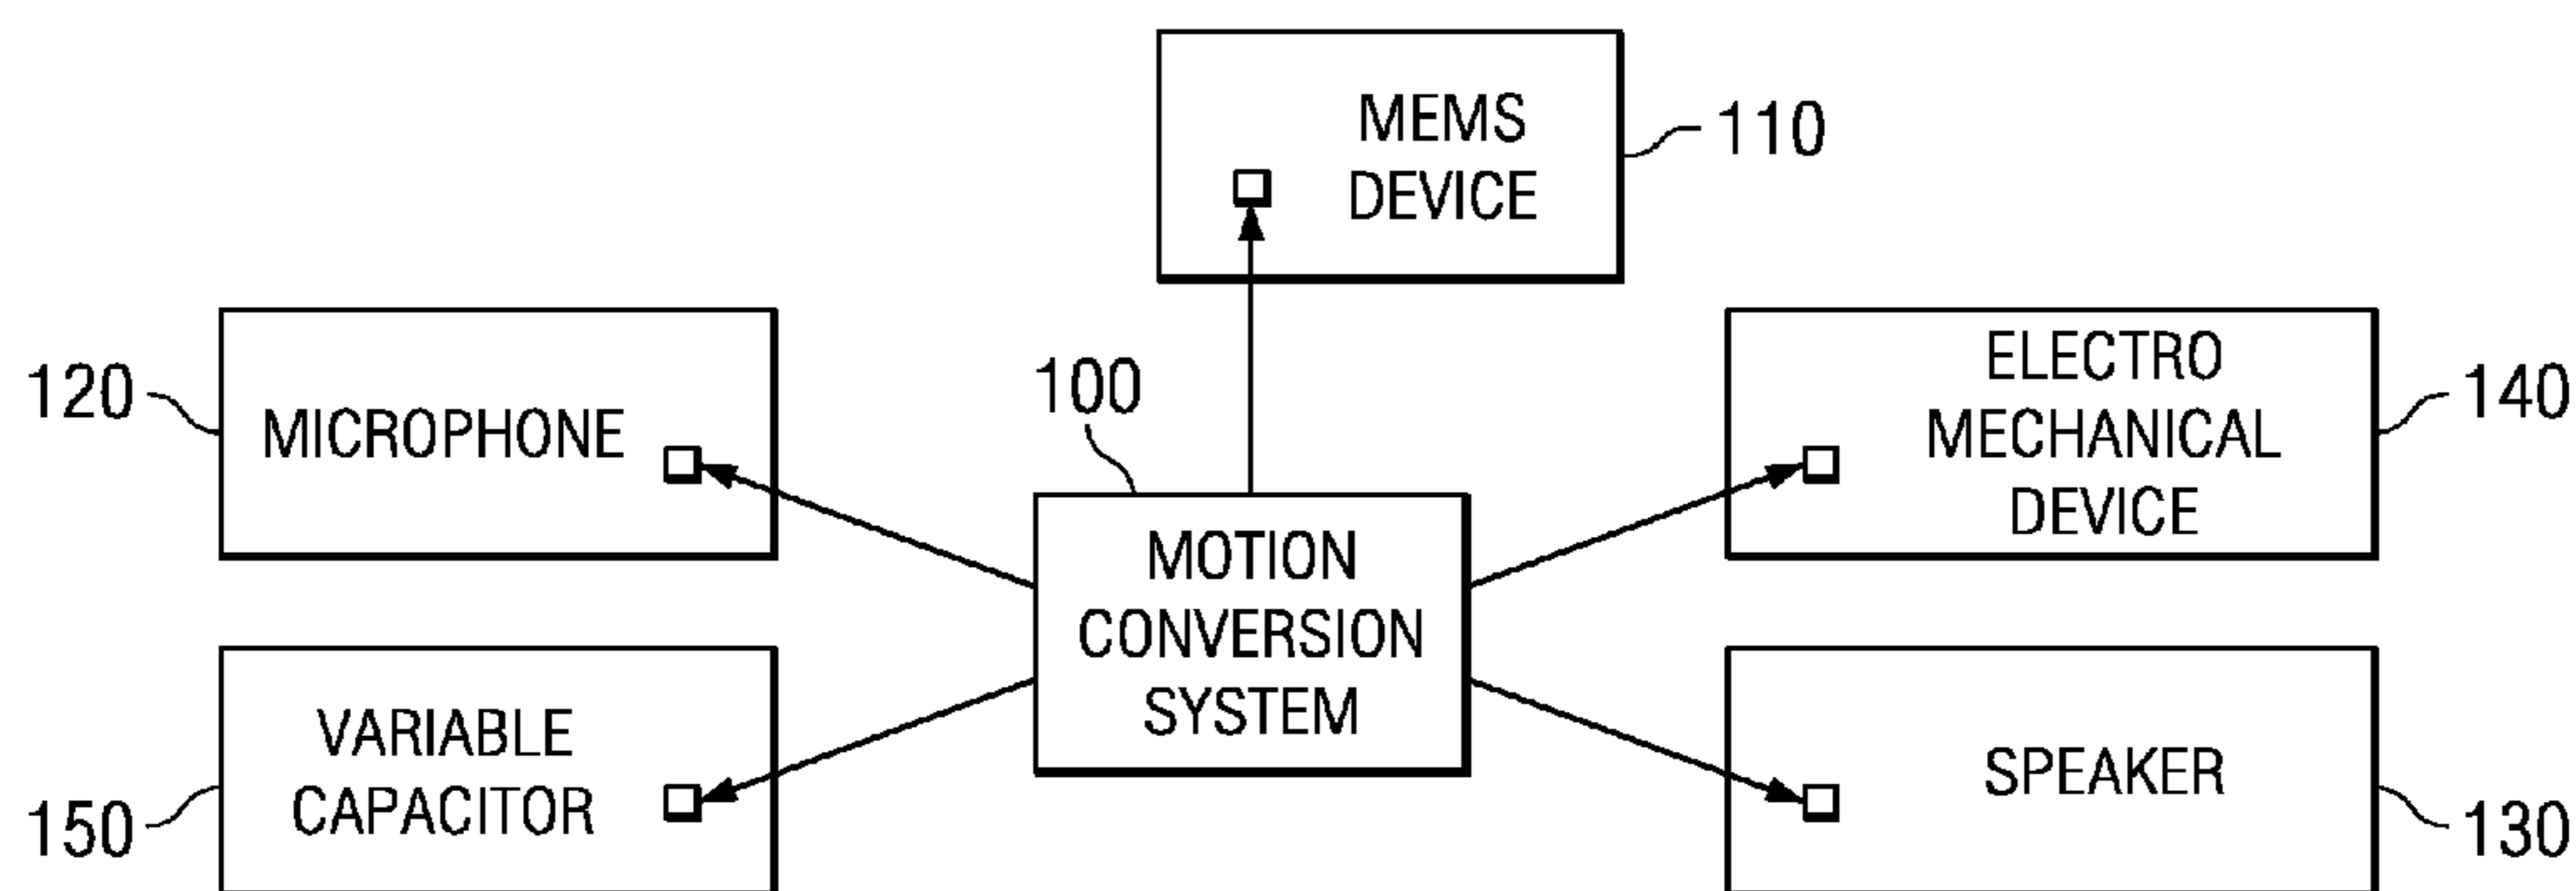 MEMS
DEVICE
110
120
MICROPHONE
100
ELECTRO
MECHANICAL
DEVICE
140
MOTION
CONVERSION
SYSTEM
150
VARIABLE
CAPACITOR
SPEAKER
130